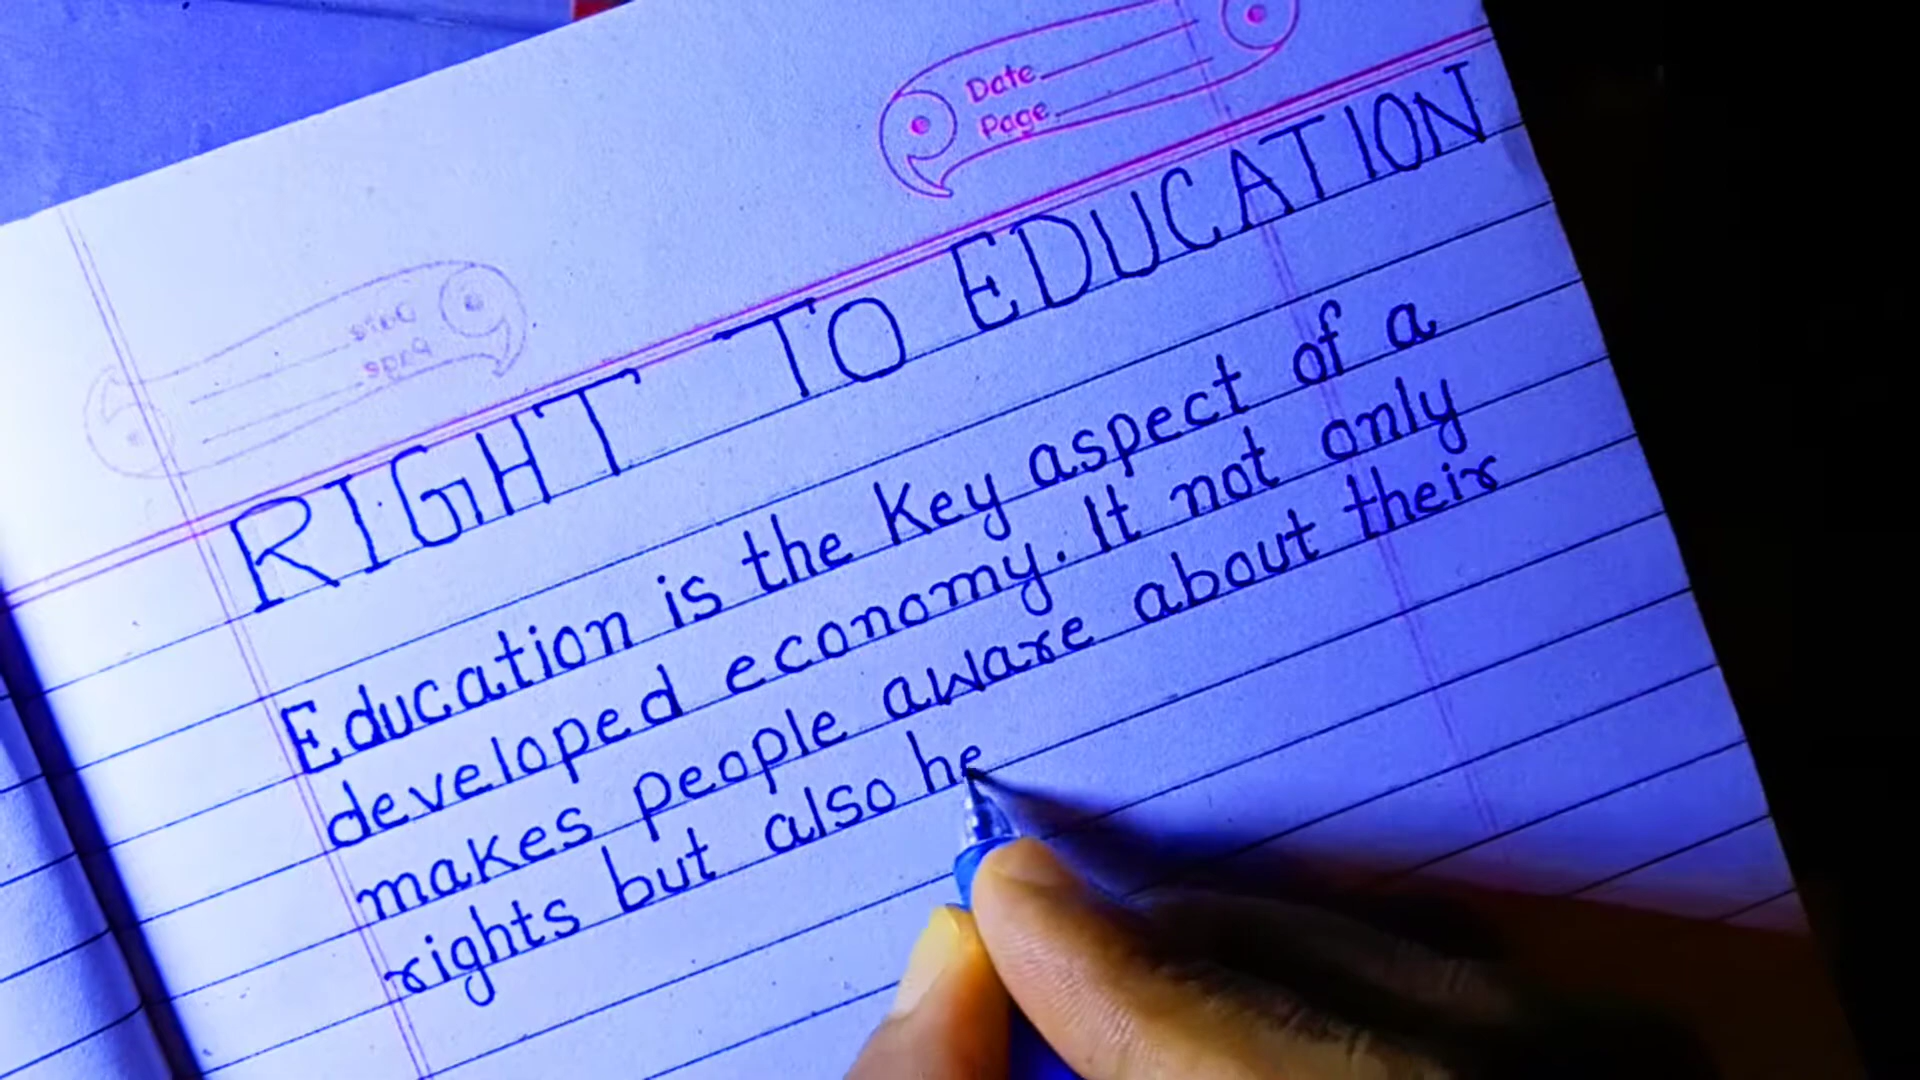 Date
Page
RIGHT TO EDUCATION
Education is the key aspect of a
developed economy. It not only
makes people aware about their
rights but also he